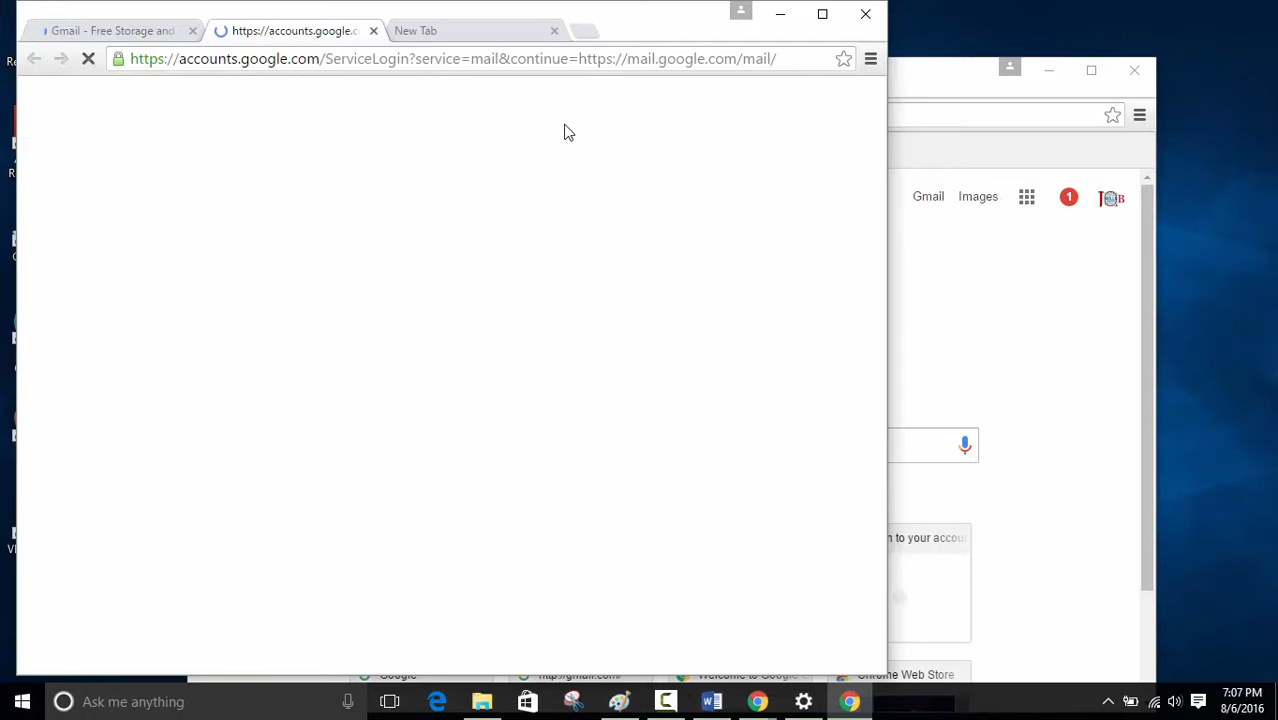 Gmail - Free Storage and
https://accounts.google.c
New Tab
https://accounts.google.com/ServiceLogin?service=mail&continue=https://mail.google.com/mail/
Gmail
Images
1
n to your accou
Google
http://gmail.com/
Welcome to Google C
Chrome Web Store
Ask me anything
7:07 PM
8/6/2016